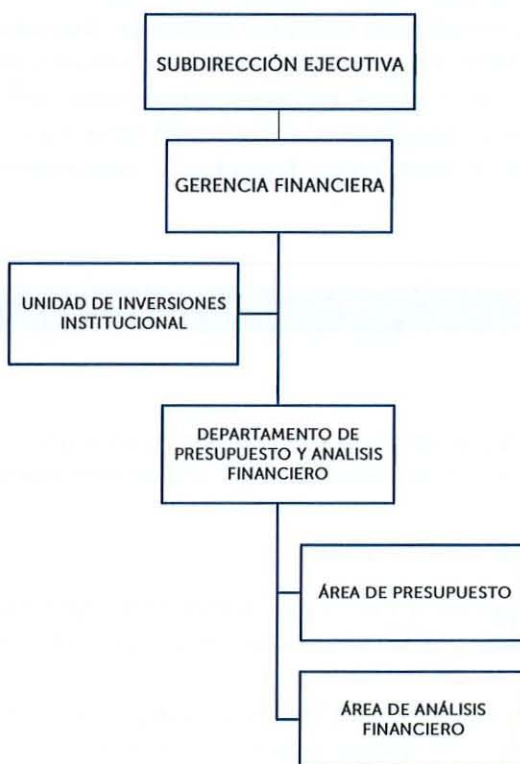 SUBDIRECCIÓN EJECUTIVA
GERENCIA FINANCIERA
UNIDAD DE INVERSIONES
INSTITUCIONAL
DEPARTAMENTO DE
PRESUPUESTO Y ANALISIS
FINANCIERO
ÁREA DE PRESUPUESTO
ÁREA DE ANÁLISIS
FINANCIERO